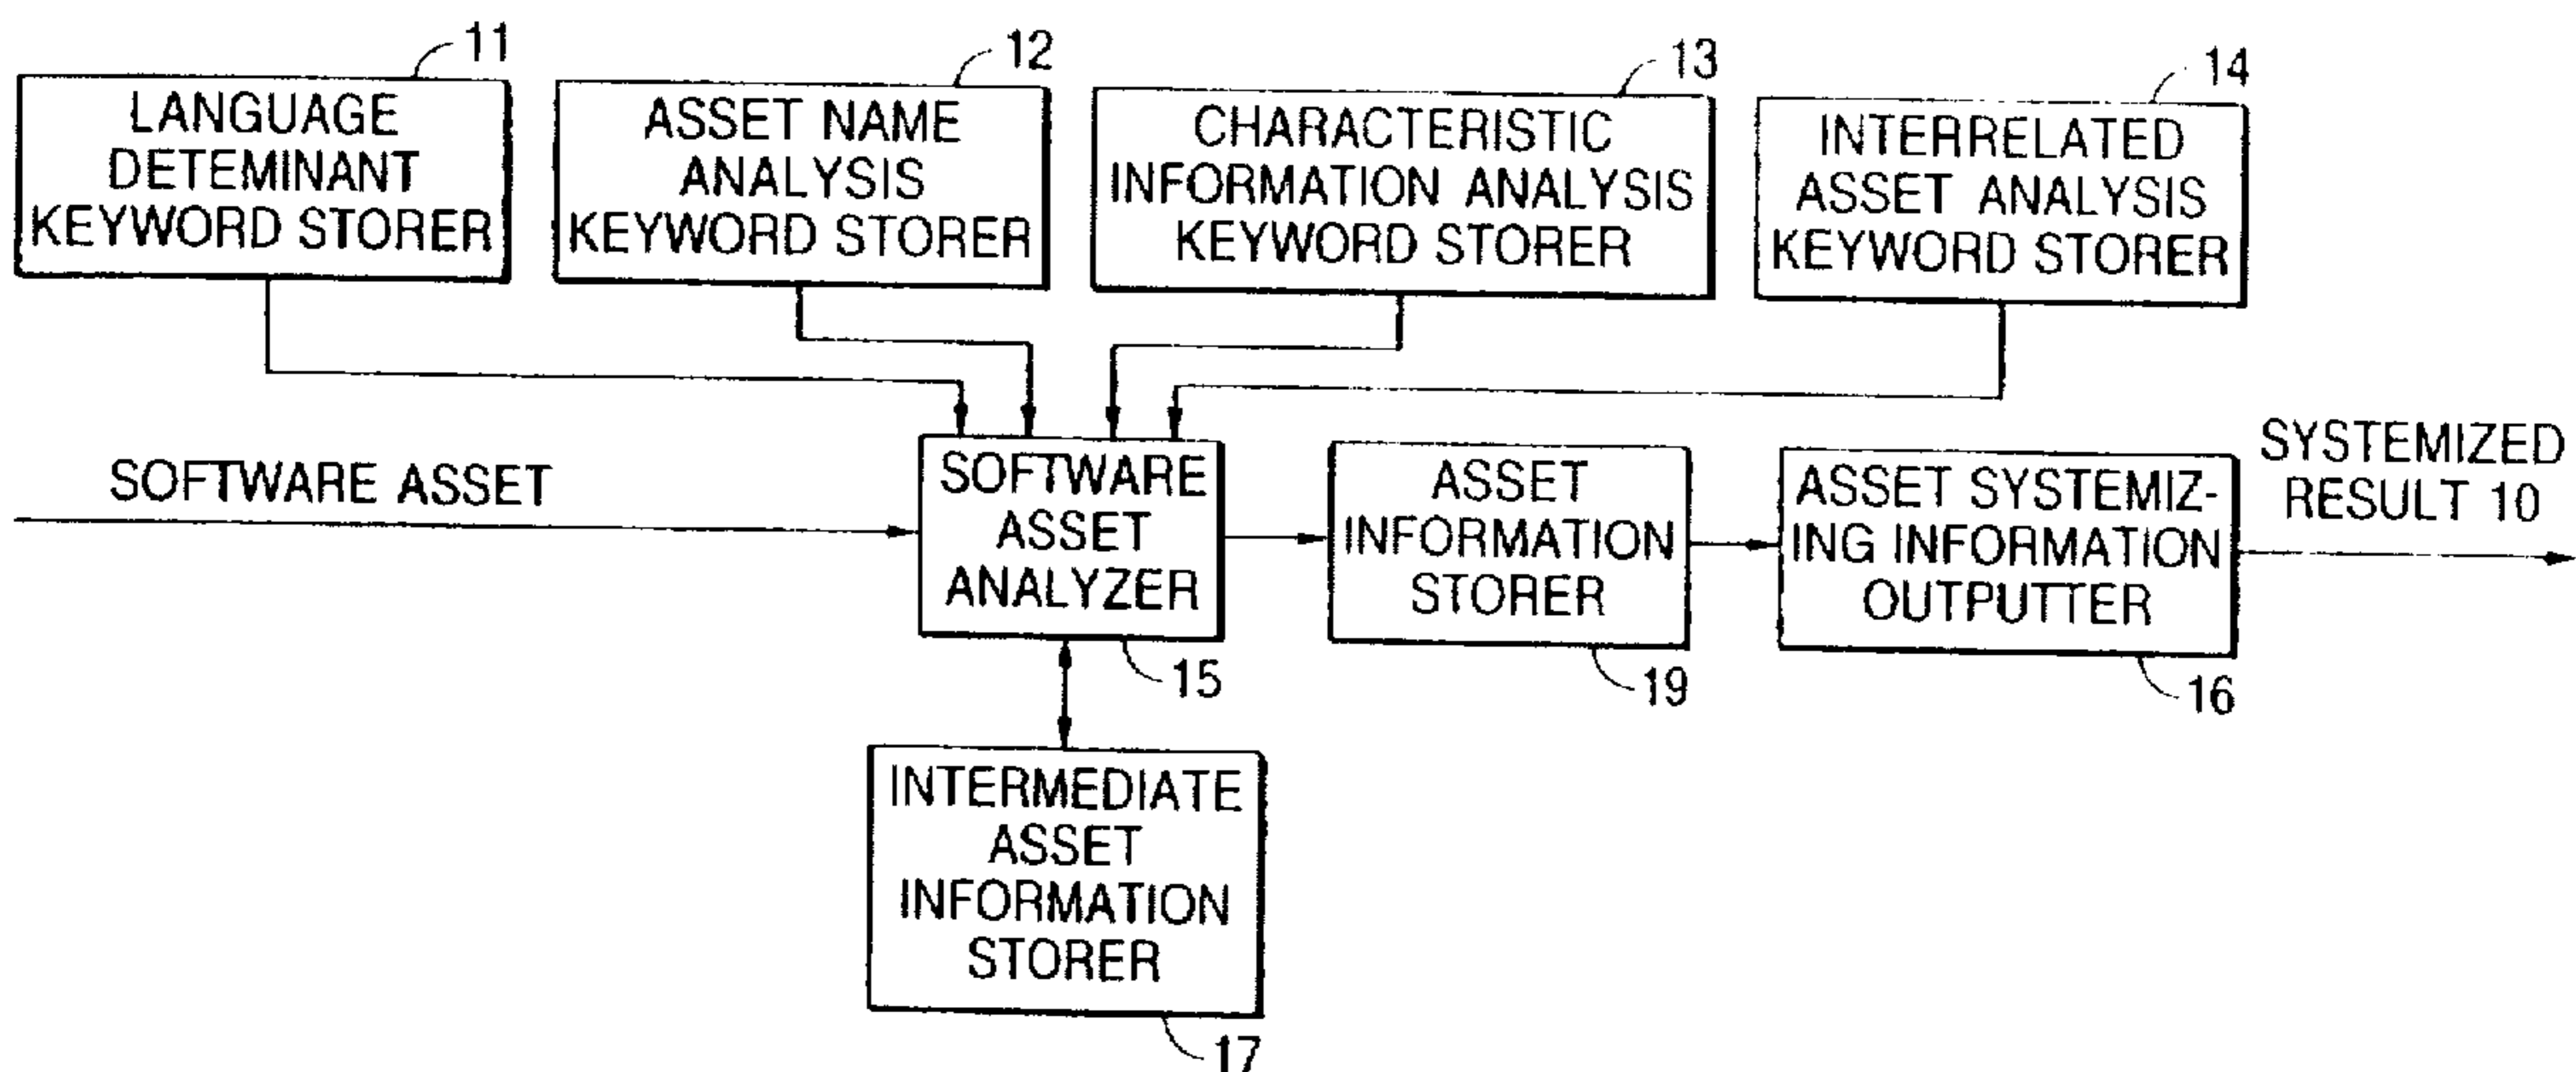 11
LANGUAGE
DETEMINANT
KEYWORD STORER
12
ASSET NAME
ANALYSIS
KEYWORD STORER
13
CHARACTERISTIC
INFORMATION ANALYSIS
KEYWORD STORER
14
INTERRELATED
ASSET ANALYSIS
KEYWORD STORER
SOFTWARE ASSET
SOFTWARE
ASSET
ANALYZER
15
ASSET
INFORMATION
STORER
19
ASSET SYSTEMIZ-
ING INFORMATION
OUTPUTTER
16
SYSTEMIZED
RESULT 10
INTERMEDIATE
ASSET
INFORMATION
STORER
17